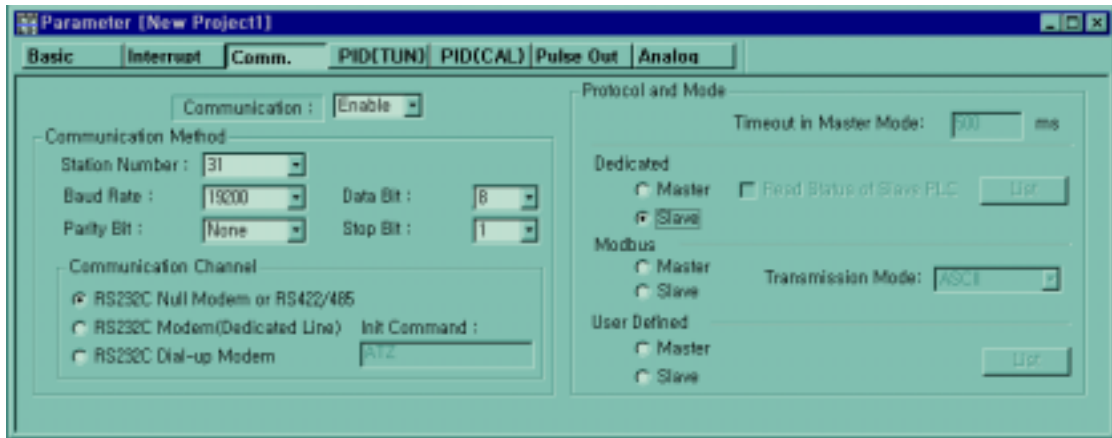 Parameter [New Project1]
Basic Interrupt Comm. PID(TUN) PID(CAL) Pulse Out Analog
Communication : Enable
Communication Method
Station Number : 31
Baud Rate : 19200 Data Bit : 8
Parity Bit : None Stop Bit : 1
Communication Channel
RS232C Null Modem or RS422/485
RS232C Modem(Dedicated Line) Init Command :
RS232C Dial-up Modem ATZ
Protocol and Mode
Timeout in Master Mode: 500 ms
Dedicated
Master Read Status of Slave PLC List
Slave
Modbus
Master Transmission Mode: ASCII
Slave
User Defined
Master
Slave List